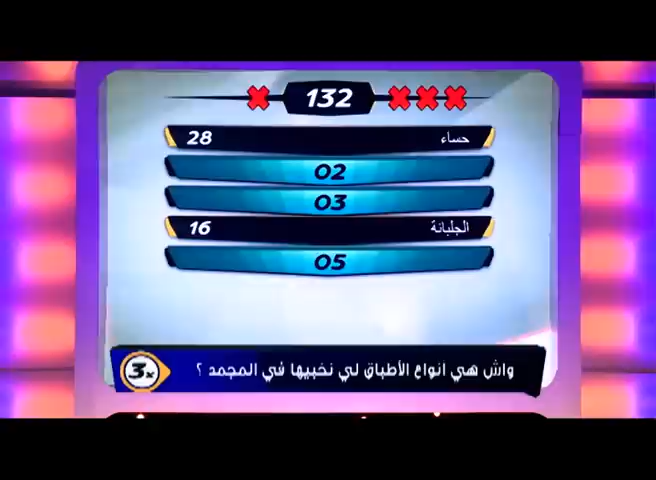 132
حساء 28
02
03
الجلبانة 16
05
واش هي انواع الأطباق لي نخبيها في المجمد ؟
3x